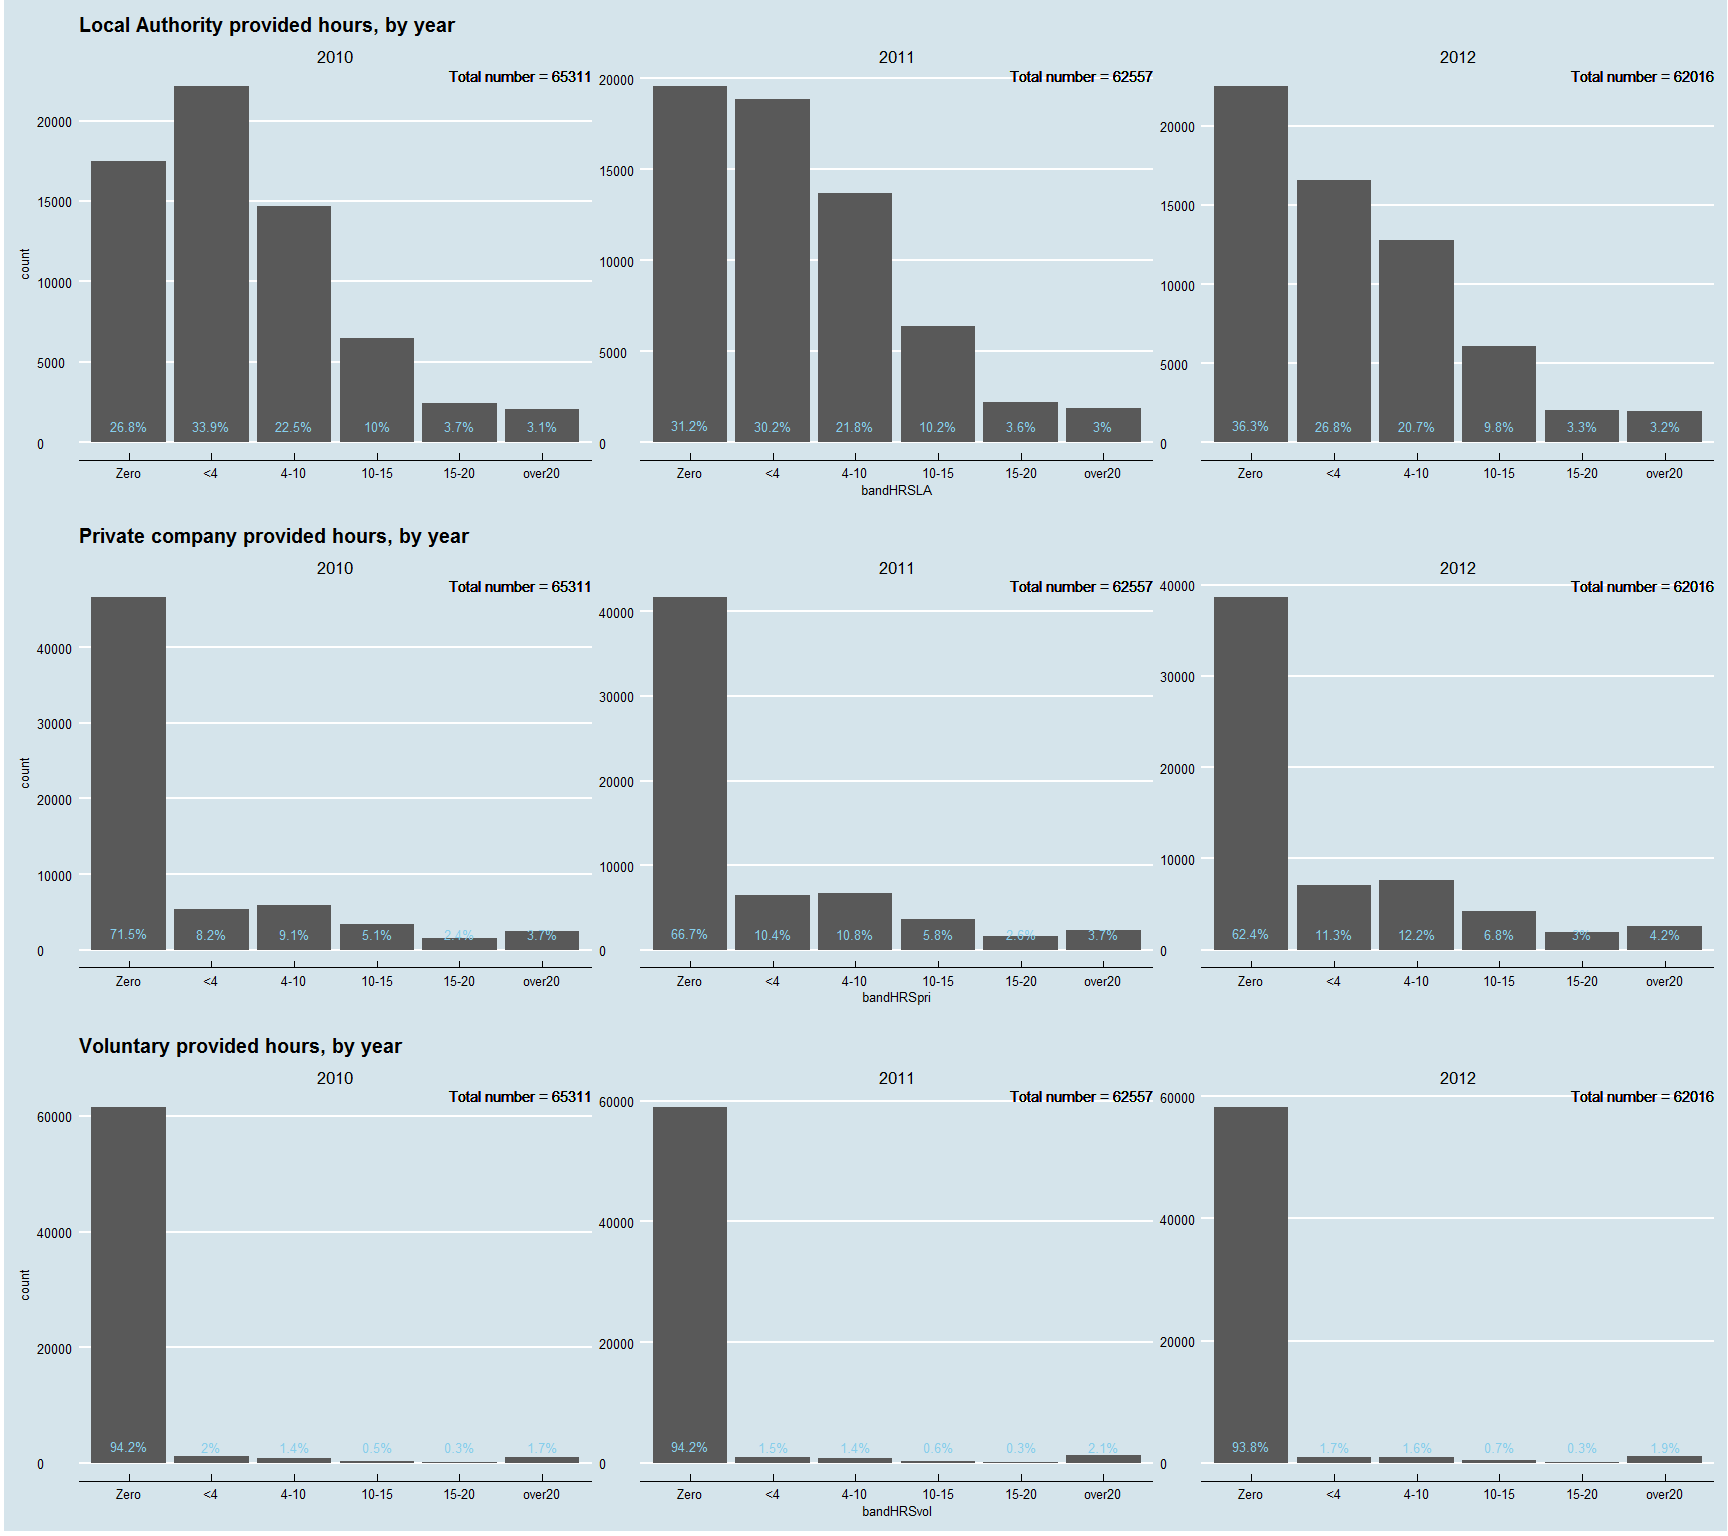 Local Authority provided hours, by year
2010 2011 2012
Total number = 65311 Total number = 62557 Total number = 62016
count
20000 15000 10000 5000 0
26.8% 33.9% 22.5% 10% 3.7% 3.1%
Zero <4 4-10 10-15 15-20 over20
20000 15000 10000 5000 0
31.2% 30.2% 21.8% 10.2% 3.6% 3%
Zero <4 4-10 10-15 15-20 over20
20000 15000 10000 5000 0
36.3% 26.8% 20.7% 9.8% 3.3% 3.2%
Zero <4 4-10 10-15 15-20 over20
bandHRSLA
Private company provided hours, by year
2010 2011 2012
Total number = 65311 Total number = 62557 Total number = 62016
count
40000 30000 20000 10000 0
71.5% 8.2% 9.1% 5.1% 2.4% 3.7%
Zero <4 4-10 10-15 15-20 over20
40000 30000 20000 10000 0
66.7% 10.4% 10.8% 5.8% 2.6% 3.7%
Zero <4 4-10 10-15 15-20 over20
40000 30000 20000 10000 0
62.4% 11.3% 12.2% 6.8% 3% 4.2%
Zero <4 4-10 10-15 15-20 over20
bandHRSpri
Voluntary provided hours, by year
2010 2011 2012
Total number = 65311 Total number = 62557 Total number = 62016
count
60000 40000 20000 0
94.2% 2% 1.4% 0.5% 0.3% 1.7%
Zero <4 4-10 10-15 15-20 over20
60000 40000 20000 0
94.2% 1.5% 1.4% 0.6% 0.3% 2.1%
Zero <4 4-10 10-15 15-20 over20
60000 40000 20000 0
93.8% 1.7% 1.6% 0.7% 0.3% 1.9%
Zero <4 4-10 10-15 15-20 over20
bandHRSvol